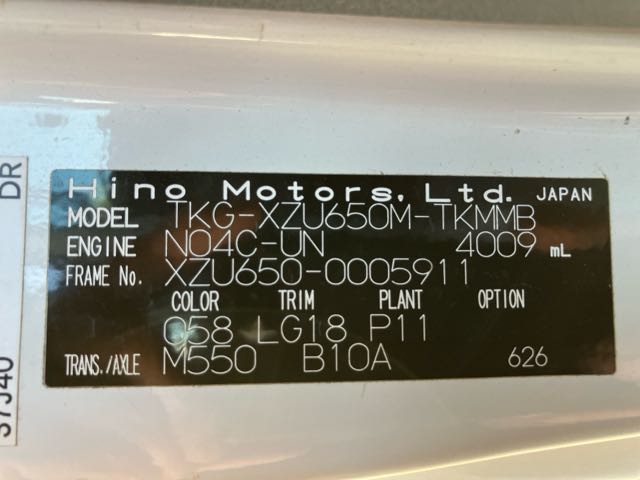 Hino Motors, Ltd. JAPAN
MODEL TKG-XZU650M-TKMMB
ENGINE N04C-UN 4009 mL
FRAME No. XZU650-0005911
COLOR TRIM PLANT OPTION
058 LG18 P11
TRANS./AXLE M550 B10A 626
DR